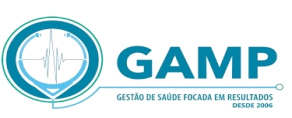 GAMP
GESTÃO DE SAÚDE FOCADA EM RESULTADOS
DESDE 2006